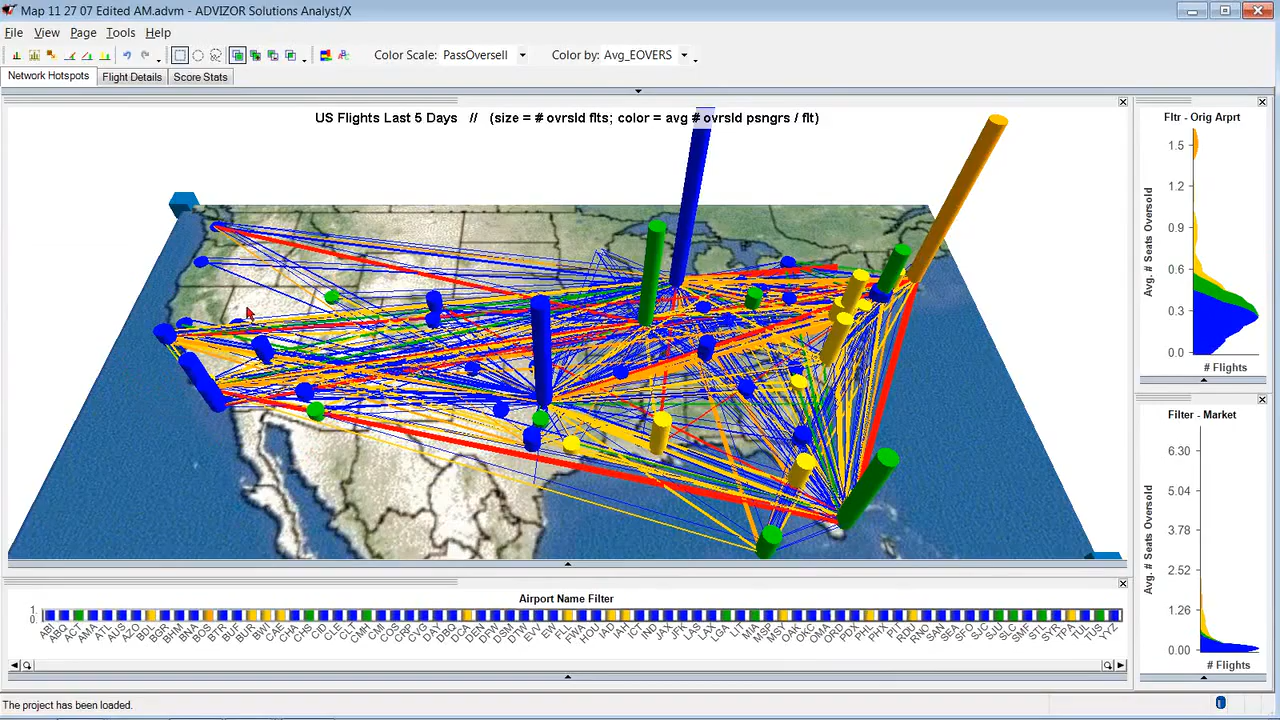 Map 11 27 07 Edited AM.advm - ADVIZOR Solutions Analyst/X
File View Page Tools Help
Color Scale: PassOversell Color by: Avg_EOVERS
Network Hotspots Flight Details Score Stats
US Flights Last 5 Days // (size = # ovrsld flts; color = avg # ovrsld psngrs / flt)
Fltr - Orig Arprt
Avg. # Seats Oversold
1.5
1.2
0.9
0.6
0.3
0.0
# Flights
Filter - Market
Avg. # Seats Oversold
6.30
5.04
3.78
2.52
1.26
0.00
# Flights
Airport Name Filter
1.
0.
ABI ABQ ACT AMA ATL AUS AZO BDL BGR BHM BNA BOS BTR BUF BUR BWI CAE CHA CHS CID CLE CLT CMH CMI COS CRP CVG DAL DAY DBQ DCA DEN DFW DSM DTW ELP EVV EWR FLL FWA HOU IAD IAH ICT IND JAX JFK LAS LAX LGA LIT MCI MIA MSP MSY OAK OKC OMA ORD PDX PHL PHX PIT PNS RDU RNO SAN SAT SEA SFO SJC SJU SLC SMF STL SYR TPA TUL TUS YYZ
The project has been loaded.